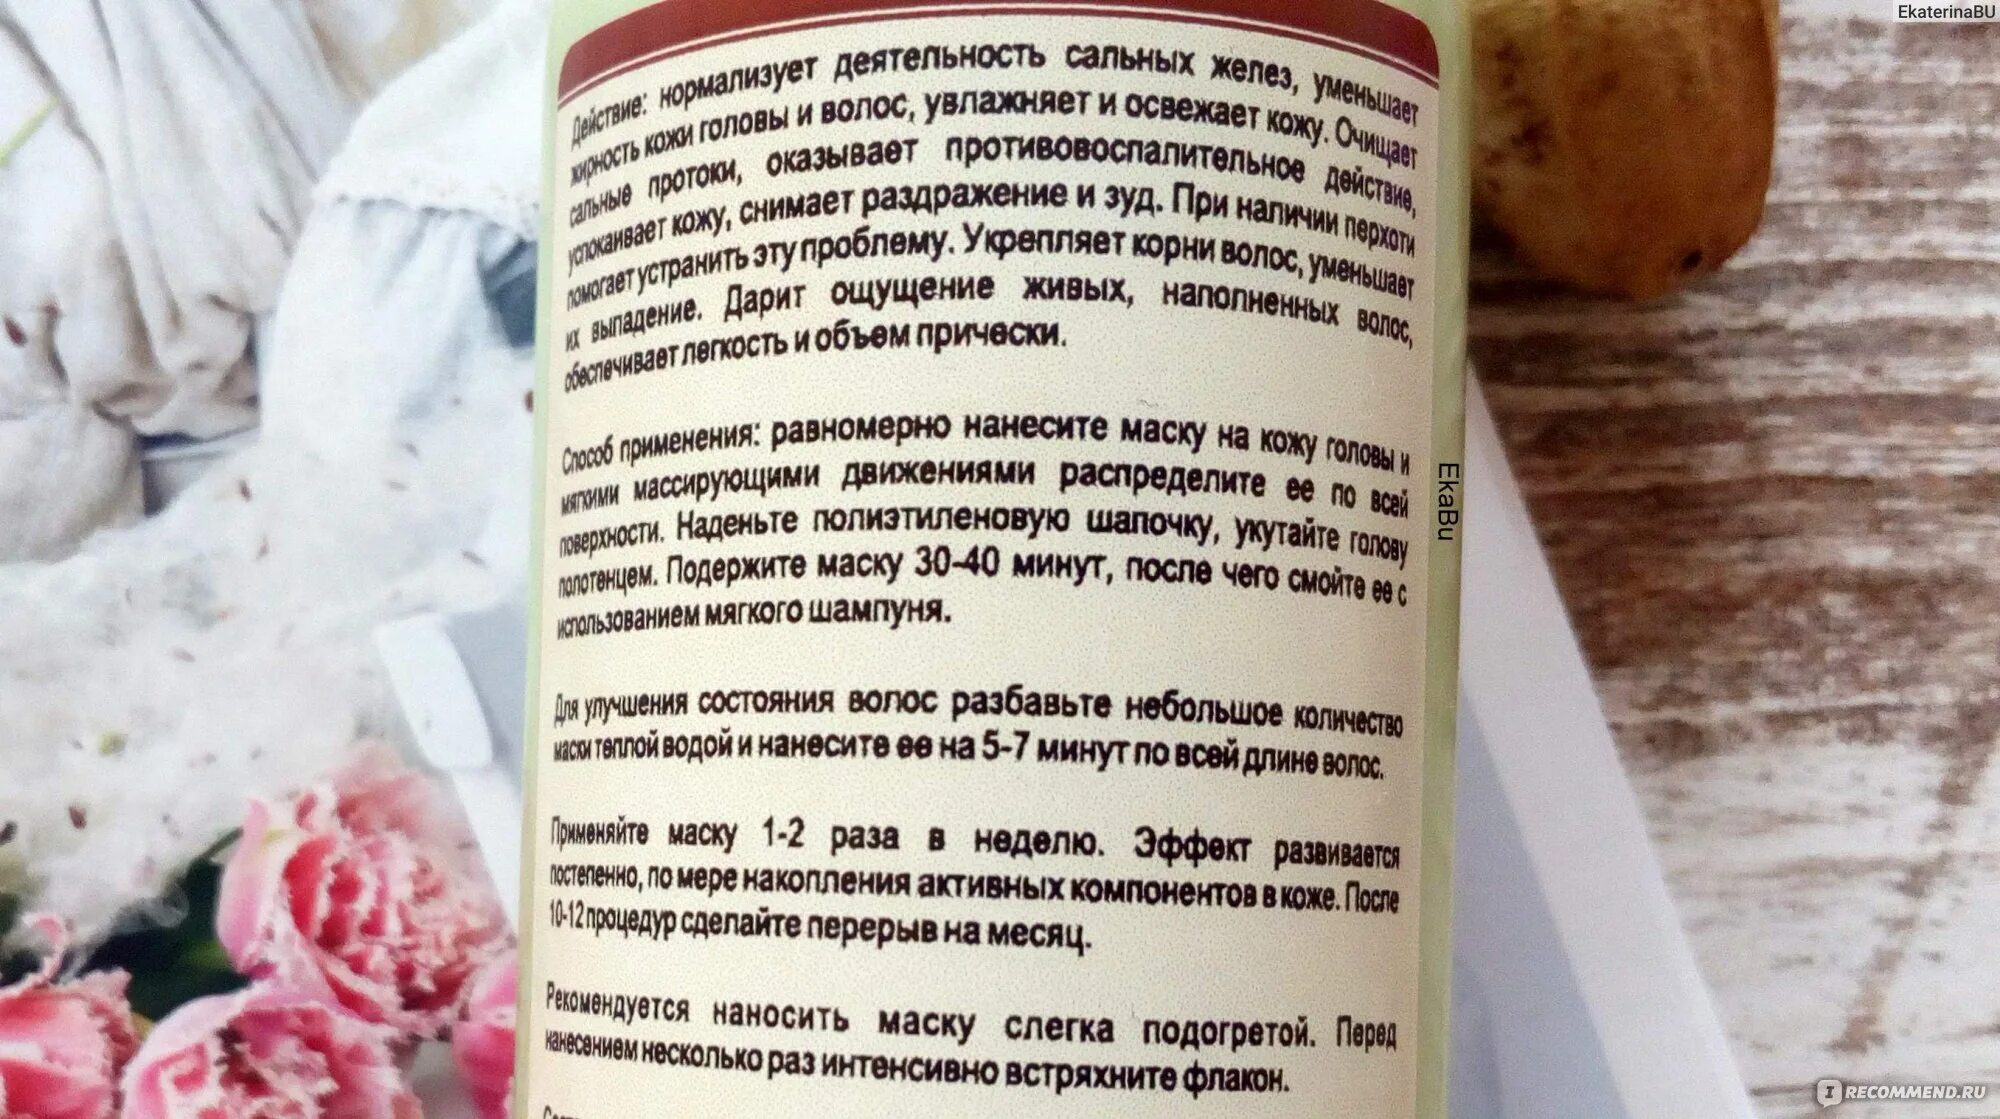 EkaterinaBU
Действие: нормализует деятельность сальных желез, уменьшает
жирность кожи головы и волос, увлажняет и освежает кожу. Очищает
сальные протоки, оказывает противовоспалительное действие,
успокаивает кожу, снимает раздражение и зуд. При наличии перхоти
помогает устранить эту проблему. Укрепляет корни волос, уменьшает
их выпадение. Дарит ощущение живых, наполненных волос,
обеспечивает легкость и объем прически.
Способ применения: равномерно нанесите маску на кожу головы и
мягкими массирующими движениями распределите ее по всей
поверхности. Наденьте полиэтиленовую шапочку, укутайте голову
полотенцем. Подержите маску 30-40 минут, после чего смойте ее с
использованием мягкого шампуня.
EkaBu
Для улучшения состояния волос разбавьте небольшое количество
маски теплой водой и нанесите ее на 5-7 минут по всей длине волос.
Применяйте маску 1-2 раза в неделю. Эффект развивается
постепенно, по мере накопления активных компонентов в коже. После
10-12 процедур сделайте перерыв на месяц.
Рекомендуется наносить маску слегка подогретой. Перед
нанесением несколько раз интенсивно встряхните флакон.
I RECOMMEND.RU